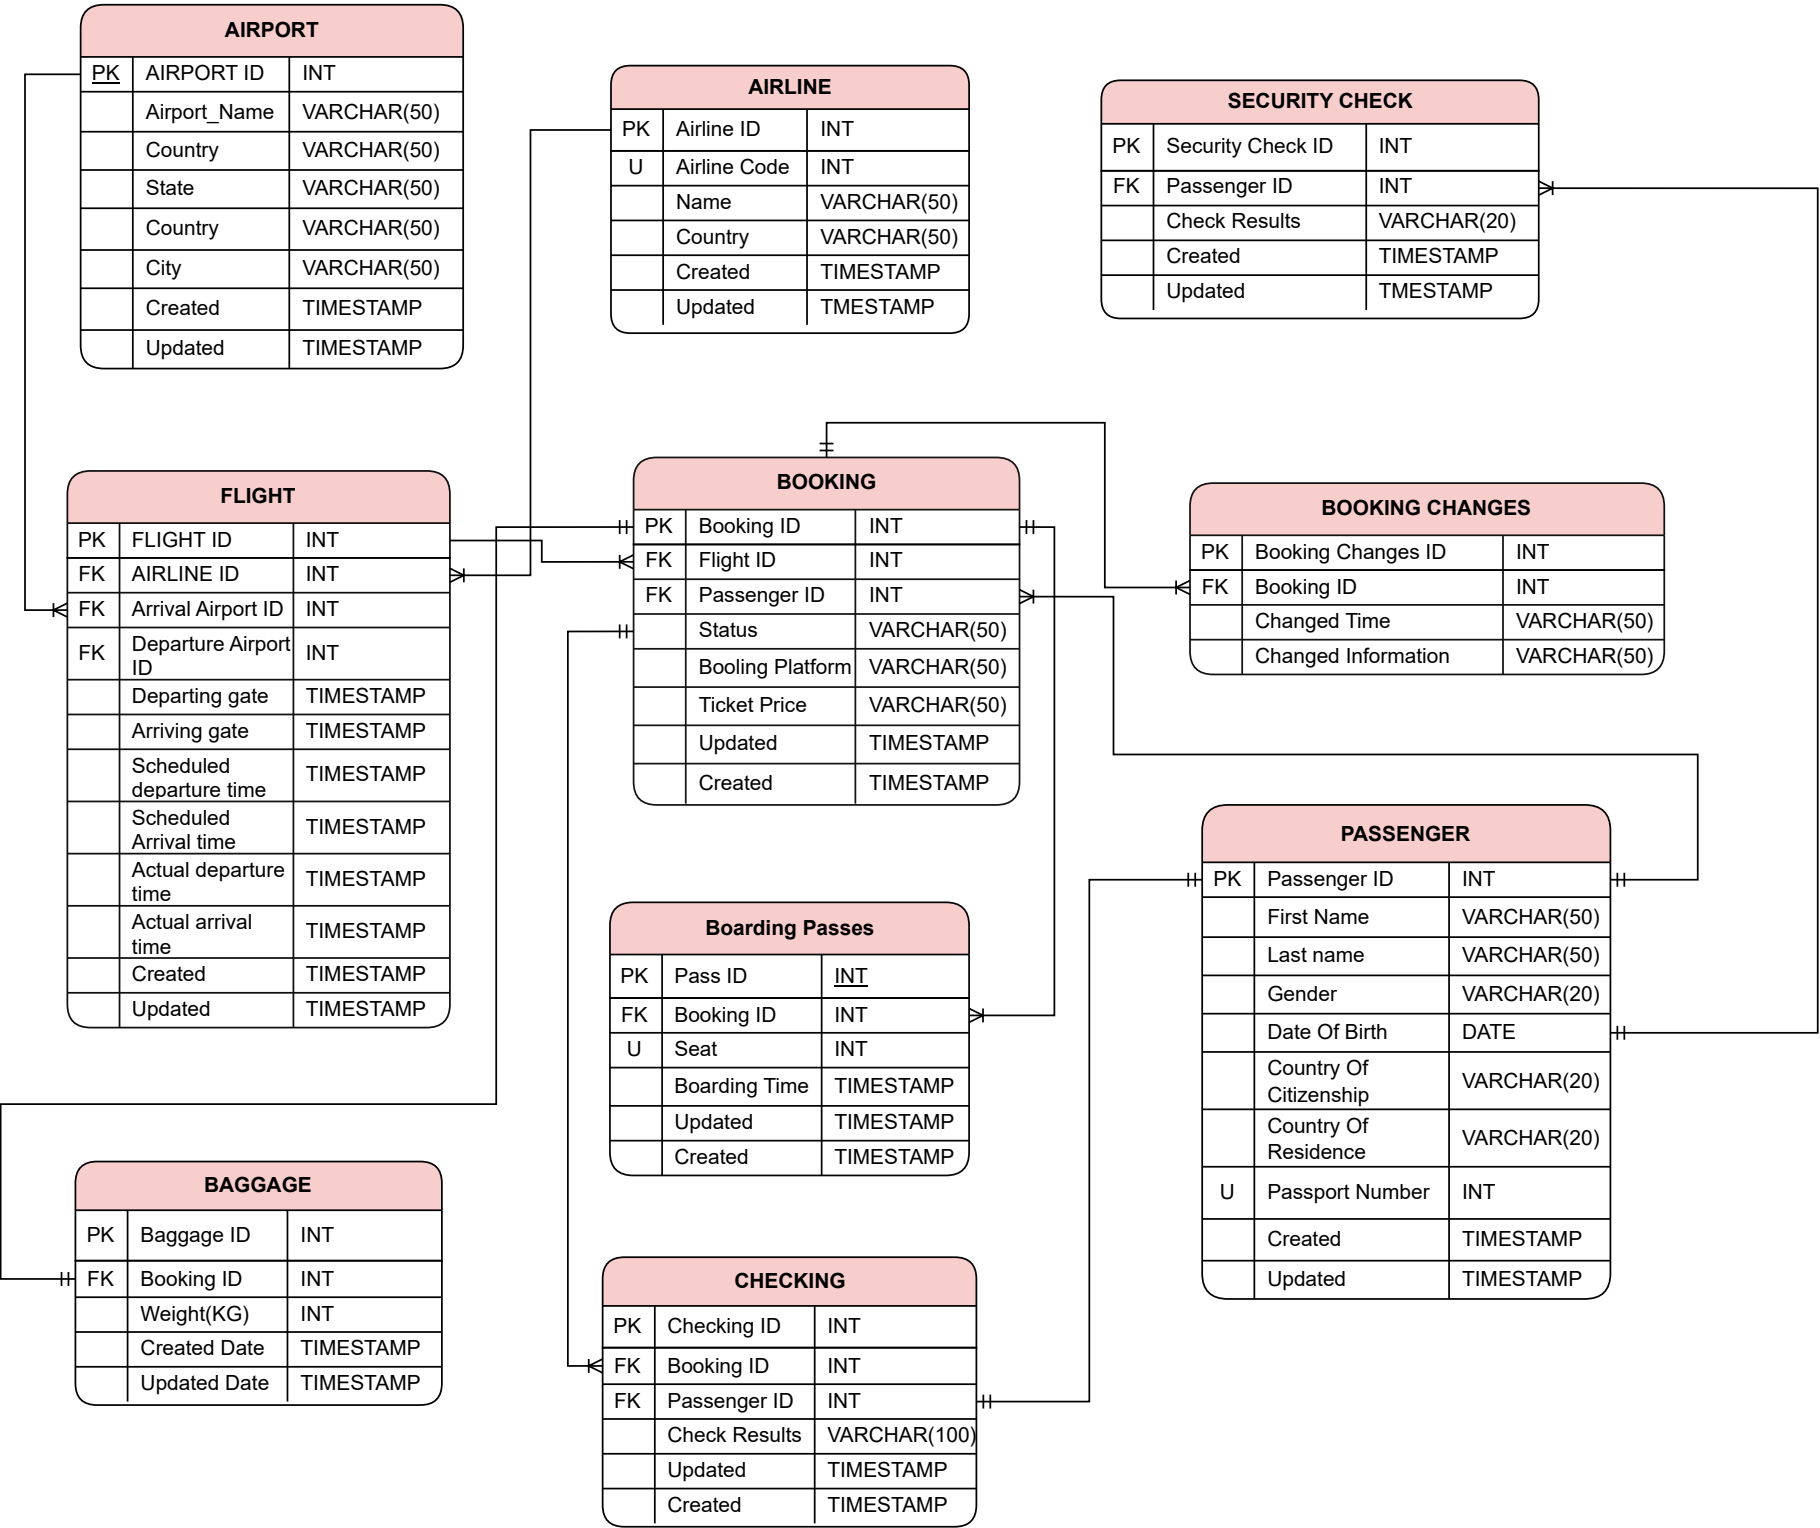 AIRPORT
PK AIRPORT ID INT
Airport_Name VARCHAR(50)
Country VARCHAR(50)
State VARCHAR(50)
Country VARCHAR(50)
City VARCHAR(50)
Created TIMESTAMP
Updated TIMESTAMP
AIRLINE
PK Airline ID INT
U Airline Code INT
Name VARCHAR(50)
Country VARCHAR(50)
Created TIMESTAMP
Updated TMESTAMP
SECURITY CHECK
PK Security Check ID INT
FK Passenger ID INT
Check Results VARCHAR(20)
Created TIMESTAMP
Updated TMESTAMP
FLIGHT
PK FLIGHT ID INT
FK AIRLINE ID INT
FK Arrival Airport ID INT
FK Departure Airport
ID INT
Departing gate TIMESTAMP
Arriving gate TIMESTAMP
Scheduled
departure time TIMESTAMP
Scheduled
Arrival time TIMESTAMP
Actual departure
time TIMESTAMP
Actual arrival
time TIMESTAMP
Created TIMESTAMP
Updated TIMESTAMP
BOOKING
PK Booking ID INT
FK Flight ID INT
FK Passenger ID INT
Status VARCHAR(50)
Booling Platform VARCHAR(50)
Ticket Price VARCHAR(50)
Updated TIMESTAMP
Created TIMESTAMP
BOOKING CHANGES
PK Booking Changes ID INT
FK Booking ID INT
Changed Time VARCHAR(50)
Changed Information VARCHAR(50)
PASSENGER
PK Passenger ID INT
First Name VARCHAR(50)
Last name VARCHAR(50)
Gender VARCHAR(20)
Date Of Birth DATE
Country Of
Citizenship VARCHAR(20)
Country Of
Residence VARCHAR(20)
U Passport Number INT
Created TIMESTAMP
Updated TIMESTAMP
Boarding Passes
PK Pass ID INT
FK Booking ID INT
U Seat INT
Boarding Time TIMESTAMP
Updated TIMESTAMP
Created TIMESTAMP
BAGGAGE
PK Baggage ID INT
FK Booking ID INT
Weight(KG) INT
Created Date TIMESTAMP
Updated Date TIMESTAMP
CHECKING
PK Checking ID INT
FK Booking ID INT
FK Passenger ID INT
Check Results VARCHAR(100)
Updated TIMESTAMP
Created TIMESTAMP